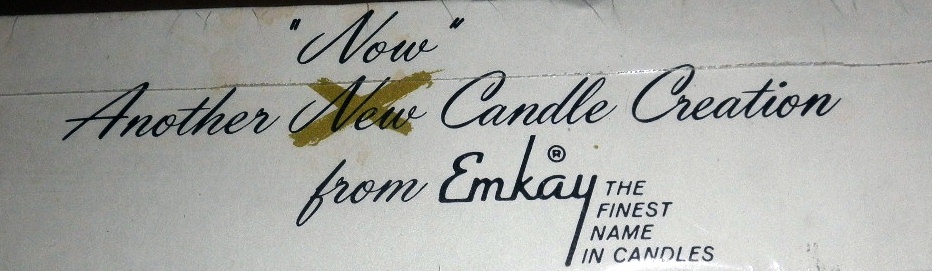 "Now"
Another New Candle Creation
from Emkay®
THE
FINEST
NAME
IN CANDLES